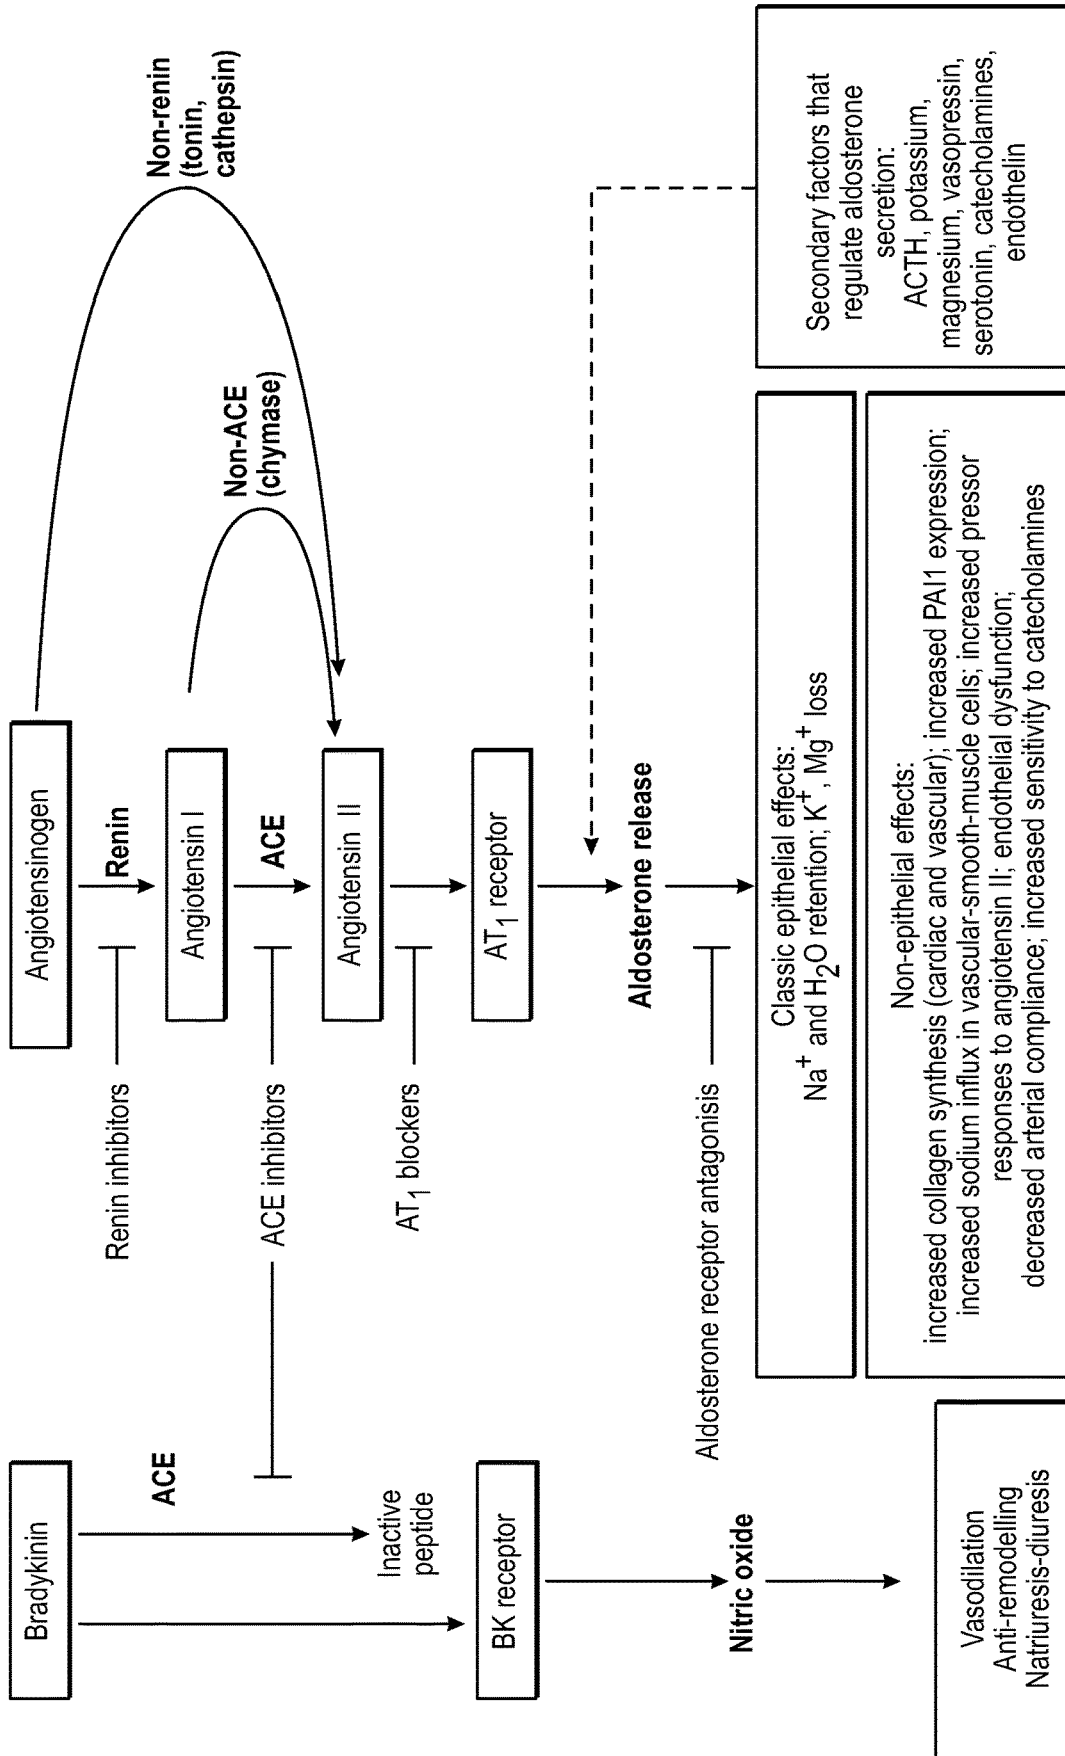 Bradykinin
ACE
Inactive
peptide
BK receptor
Nitric oxide
Vasodilation
Anti-remodelling
Natriuresis-diuresis
Renin inhibitors
ACE inhibitors
AT1 blockers
Aldosterone receptor antagonisis
Angiotensinogen
Renin
Angiotensin I
ACE
Angiotensin II
AT1 receptor
Aldosterone release
Non-renin
(tonin,
cathepsin)
Non-ACE
(chymase)
Classic epithelial effects:
Na+ and H2O retention; K+, Mg+ loss
Non-epithelial effects:
increased collagen synthesis (cardiac and vascular); increased PAI1 expression;
increased sodium influx in vascular-smooth-muscle cells; increased pressor
responses to angiotensin II; endothelial dysfunction;
decreased arterial compliance; increased sensitivity to catecholamines
Secondary factors that
regulate aldosterone
secretion:
ACTH, potassium,
magnesium, vasopressin,
serotonin, catecholamines,
endothelin